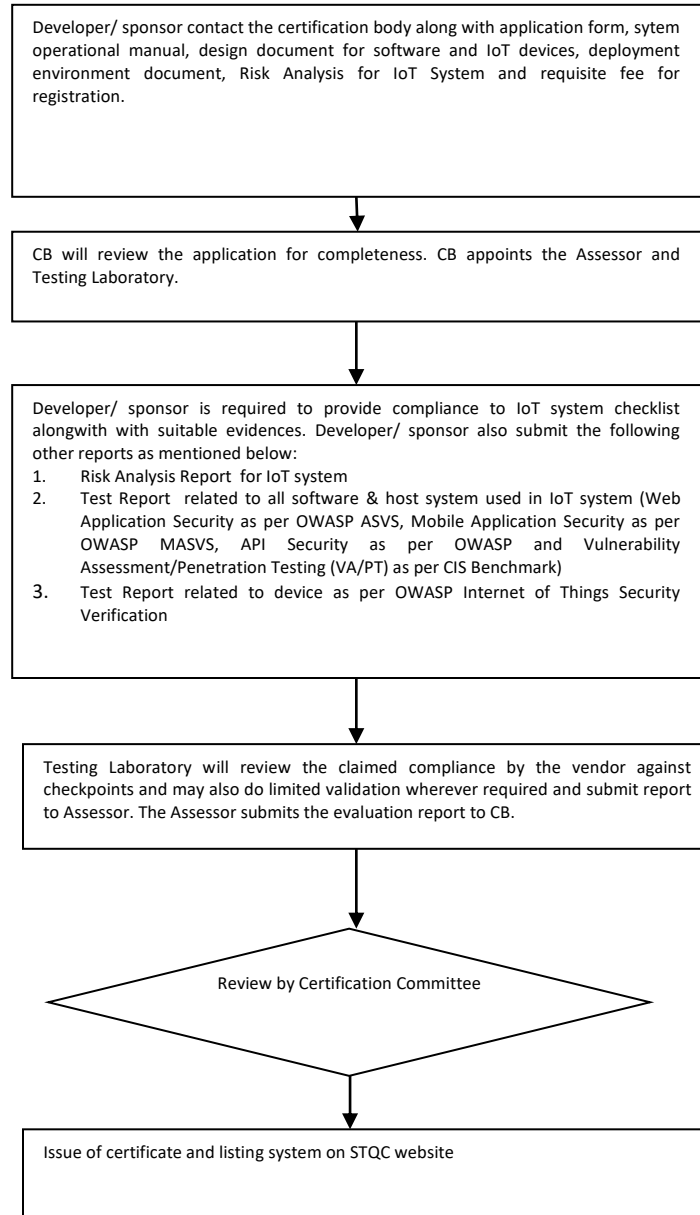 Developer/ sponsor contact the certification body along with application form, sytem
operational manual, design document for software and IoT devices, deployment
environment document, Risk Analysis for IoT System and requisite fee for
registration.
CB will review the application for completeness. CB appoints the Assessor and
Testing Laboratory.
Developer/ sponsor is required to provide compliance to IoT system checklist
alongwith with suitable evidences. Developer/ sponsor also submit the following
other reports as mentioned below:
1. Risk Analysis Report for IoT system
2. Test Report related to all software & host system used in IoT system (Web
Application Security as per OWASP ASVS, Mobile Application Security as per
OWASP MASVS, API Security as per OWASP and Vulnerability
Assessment/Penetration Testing (VA/PT) as per CIS Benchmark)
3. Test Report related to device as per OWASP Internet of Things Security
Verification
Testing Laboratory will review the claimed compliance by the vendor against
checkpoints and may also do limited validation wherever required and submit report
to Assessor. The Assessor submits the evaluation report to CB.
Review by Certification Committee
Issue of certificate and listing system on STQC website